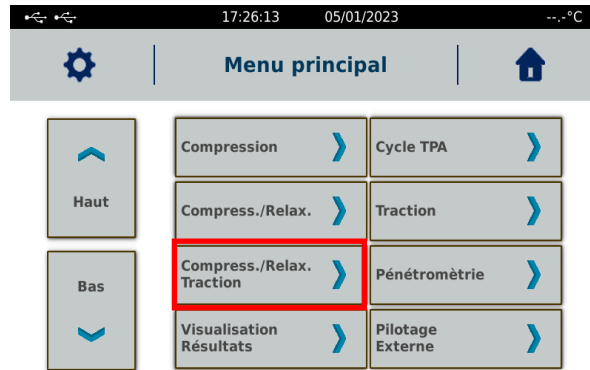 17:26:13 05/01/2023 --.-°C
Menu principal
Haut
Bas
Compression
Cycle TPA
Compress./Relax.
Traction
Compress./Relax.
Traction
Pénétromètrie
Visualisation
Résultats
Pilotage
Externe